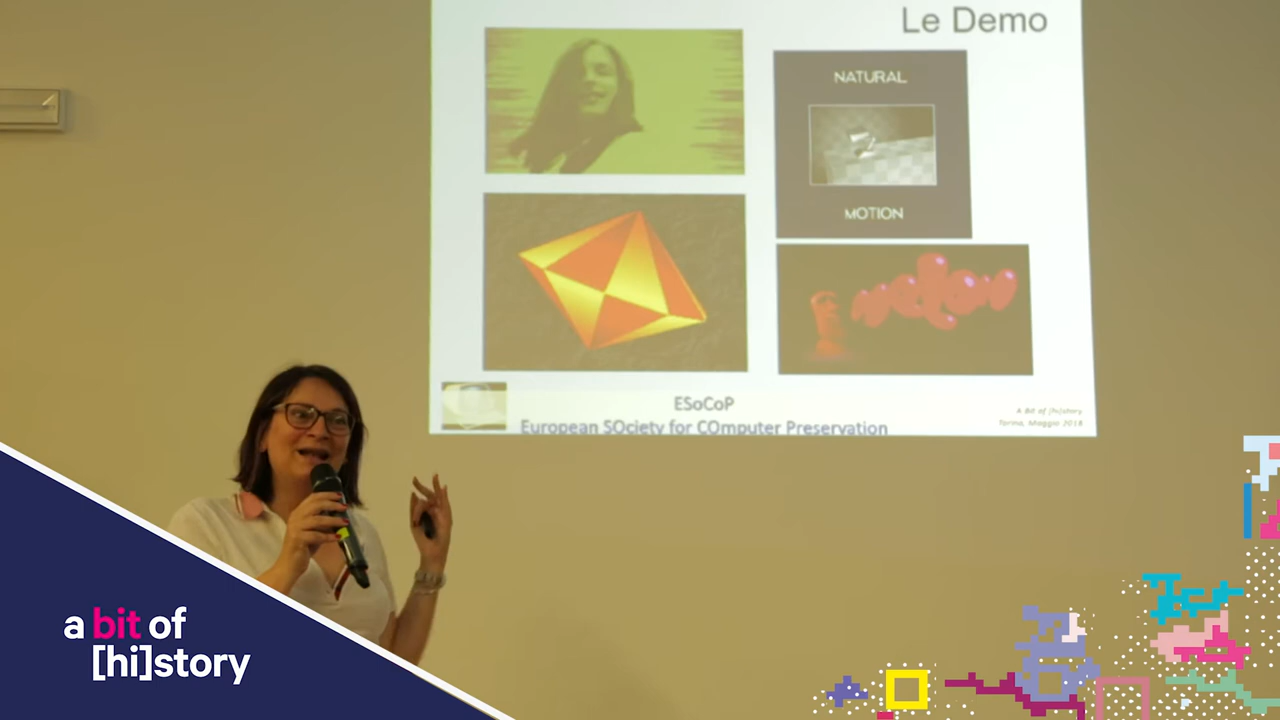 Le Demo
NATURAL
MOTION
ESoCoP
European SOciety for COmputer Preservation
A Bit of [hi]story
Torino, Maggio 2018
a bit of
[hi]story